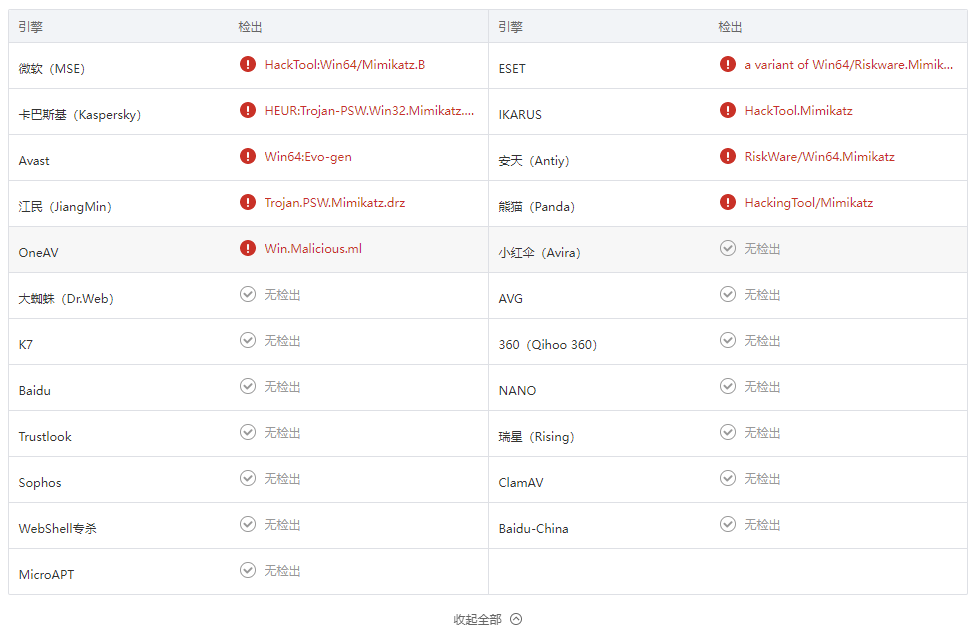 引擎 检出 引擎 检出
微软（MSE） HackTool:Win64/Mimikatz.B ESET a variant of Win64/Riskware.Mimik...
卡巴斯基（Kaspersky） HEUR:Trojan-PSW.Win32.Mimikatz.... IKARUS HackTool.Mimikatz
Avast Win64:Evo-gen 安天（Antiy） RiskWare/Win64.Mimikatz
江民（JiangMin） Trojan.PSW.Mimikatz.drz 熊猫（Panda） HackingTool/Mimikatz
OneAV Win.Malicious.ml 小红伞（Avira） 无检出
大蜘蛛（Dr.Web） 无检出 AVG 无检出
K7 无检出 360（Qihoo 360） 无检出
Baidu 无检出 NANO 无检出
Trustlook 无检出 瑞星（Rising） 无检出
Sophos 无检出 ClamAV 无检出
WebShell专杀 无检出 Baidu-China 无检出
MicroAPT 无检出
收起全部